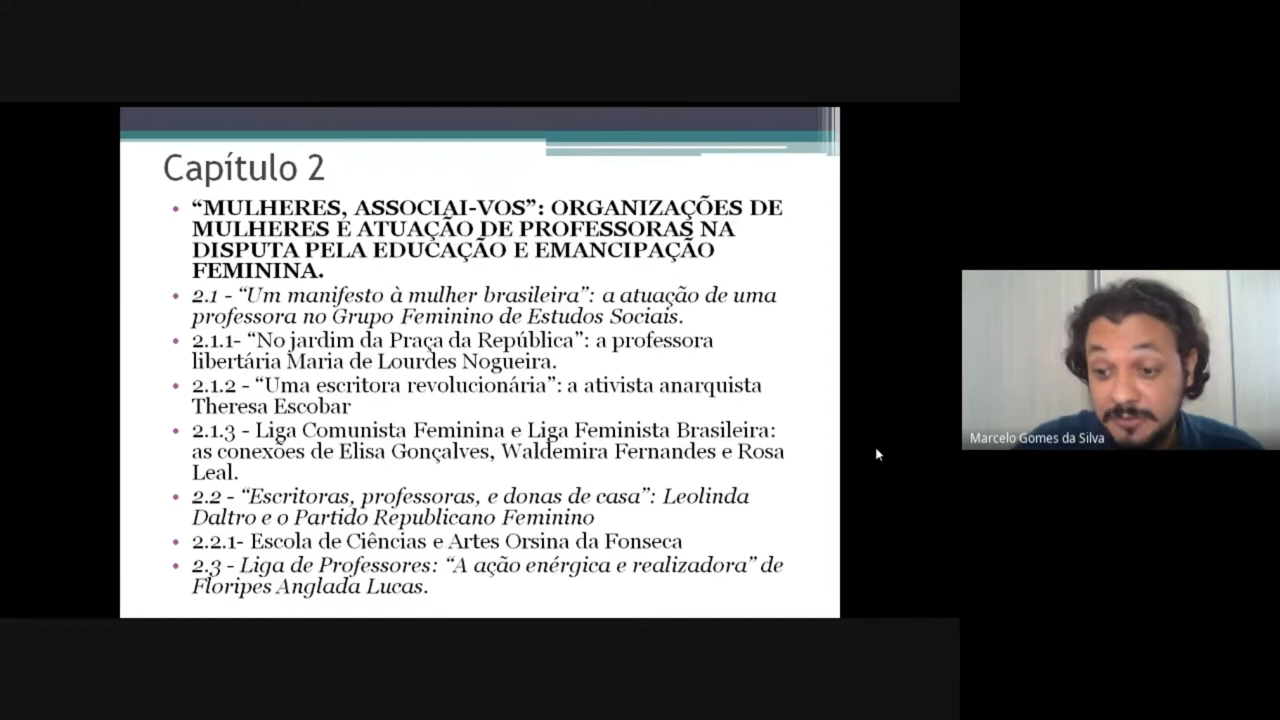 Capítulo 2
• “MULHERES, ASSOCIAI-VOS”: ORGANIZAÇÕES DE
MULHERES E ATUAÇÃO DE PROFESSORAS NA
DISPUTA PELA EDUCAÇÃO E EMANCIPAÇÃO
FEMININA.
• 2.1 - “Um manifesto à mulher brasileira”: a atuação de uma
professora no Grupo Feminino de Estudos Sociais.
• 2.1.1- “No jardim da Praça da República”: a professora
libertária Maria de Lourdes Nogueira.
• 2.1.2 - “Uma escritora revolucionária”: a ativista anarquista
Theresa Escobar
• 2.1.3 - Liga Comunista Feminina e Liga Feminista Brasileira:
as conexões de Elisa Gonçalves, Waldemira Fernandes e Rosa
Leal.
• 2.2 - “Escritoras, professoras, e donas de casa”: Leolinda
Daltro e o Partido Republicano Feminino
• 2.2.1- Escola de Ciências e Artes Orsina da Fonseca
• 2.3 - Liga de Professores: “A ação enérgica e realizadora” de
Floripes Anglada Lucas.
Marcelo Gomes da Silva